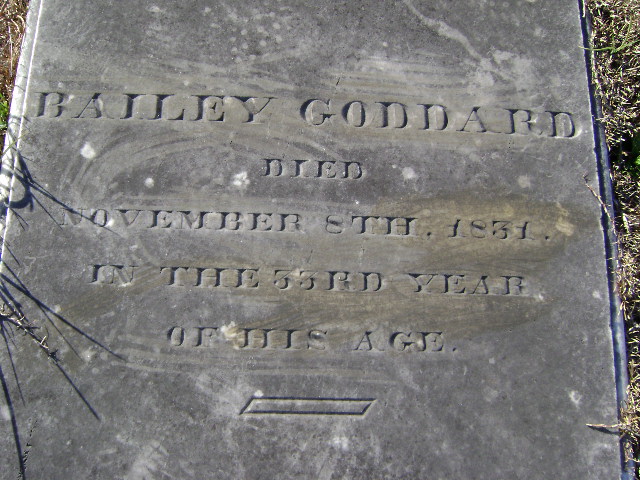 BAILEY GODDARD
DIED
NOVEMBER 8TH. 1831.
IN THE 33RD YEAR
OF HIS AGE.